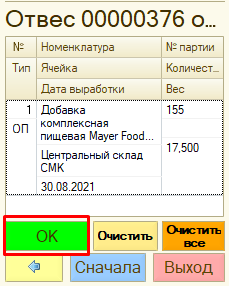 Отвес 00000376 о...
№ Номенклатура № партии
Тип Ячейка Количест...
Дата выработки Вес
1 Добавка 155
ОП комплексная
пищевая Mayer Food...
17,500
Центральный склад
СМК
30.08.2021
OK Очистить Очистить
все
Сначала Выход